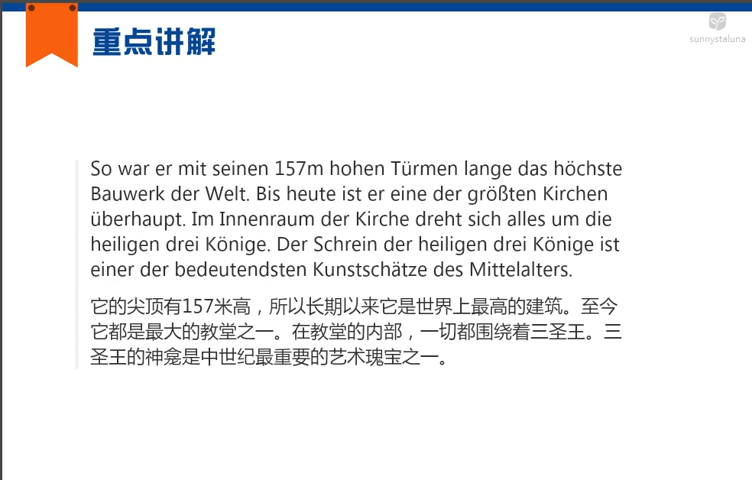 重点讲解
sunnystaluna
So war er mit seinen 157m hohen Türmen lange das höchste
Bauwerk der Welt. Bis heute ist er eine der größten Kirchen
überhaupt. Im Innenraum der Kirche dreht sich alles um die
heiligen drei Könige. Der Schrein der heiligen drei Könige ist
einer der bedeutendsten Kunstschätze des Mittelalters.
它的尖顶有157米高，所以长期以来它是世界上最高的建筑。至今
它都是最大的教堂之一。在教堂的内部，一切都围绕着三圣王。三
圣王的神龛是中世纪最重要的艺术瑰宝之一。